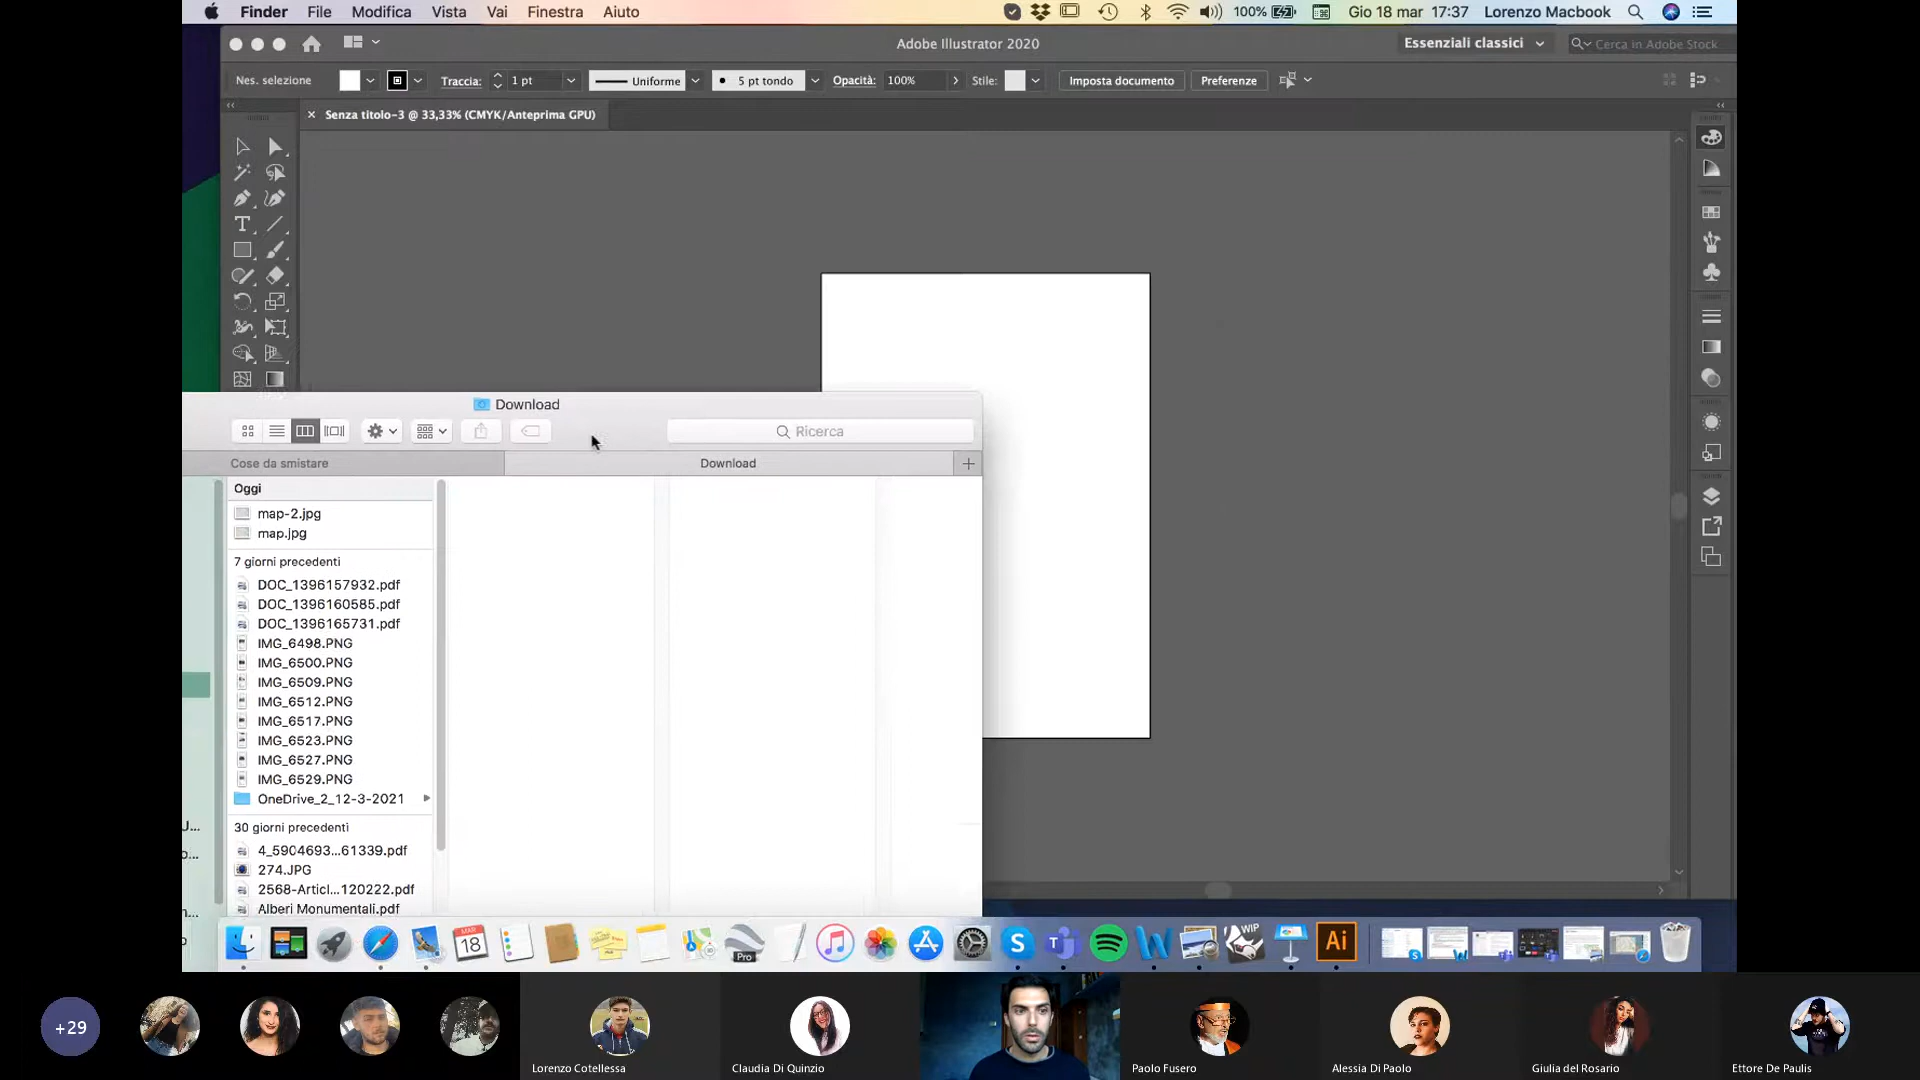 Finder File Modifica Vista Vai Finestra Aiuto 100% Gio 18 mar 17:37 Lorenzo Macbook
Adobe Illustrator 2020 Essenziali classici Cerca in Adobe Stock
Nes. selezione Traccia: 1 pt Uniforme 5 pt tondo Opacità: 100% Stile: Imposta documento Preferenze
Senza titolo-3 @ 33,33% (CMYK/Anteprima GPU)
Download
Ricerca
Cose da smistare Download
Oggi
map-2.jpg
map.jpg
7 giorni precedenti
DOC_1396157932.pdf
DOC_1396160585.pdf
DOC_1396165731.pdf
IMG_6498.PNG
IMG_6500.PNG
IMG_6509.PNG
IMG_6512.PNG
IMG_6517.PNG
IMG_6523.PNG
IMG_6527.PNG
IMG_6529.PNG
OneDrive_2_12-3-2021
30 giorni precedenti
4_5904693...61339.pdf
274.JPG
2568-Articl...120222.pdf
Alberi Monumentali.pdf
MAR
18
Pro
WIP
Ai
+29
Lorenzo Cotellessa Claudia Di Quinzio Paolo Fusero Alessia Di Paolo Giulia del Rosario Ettore De Paulis